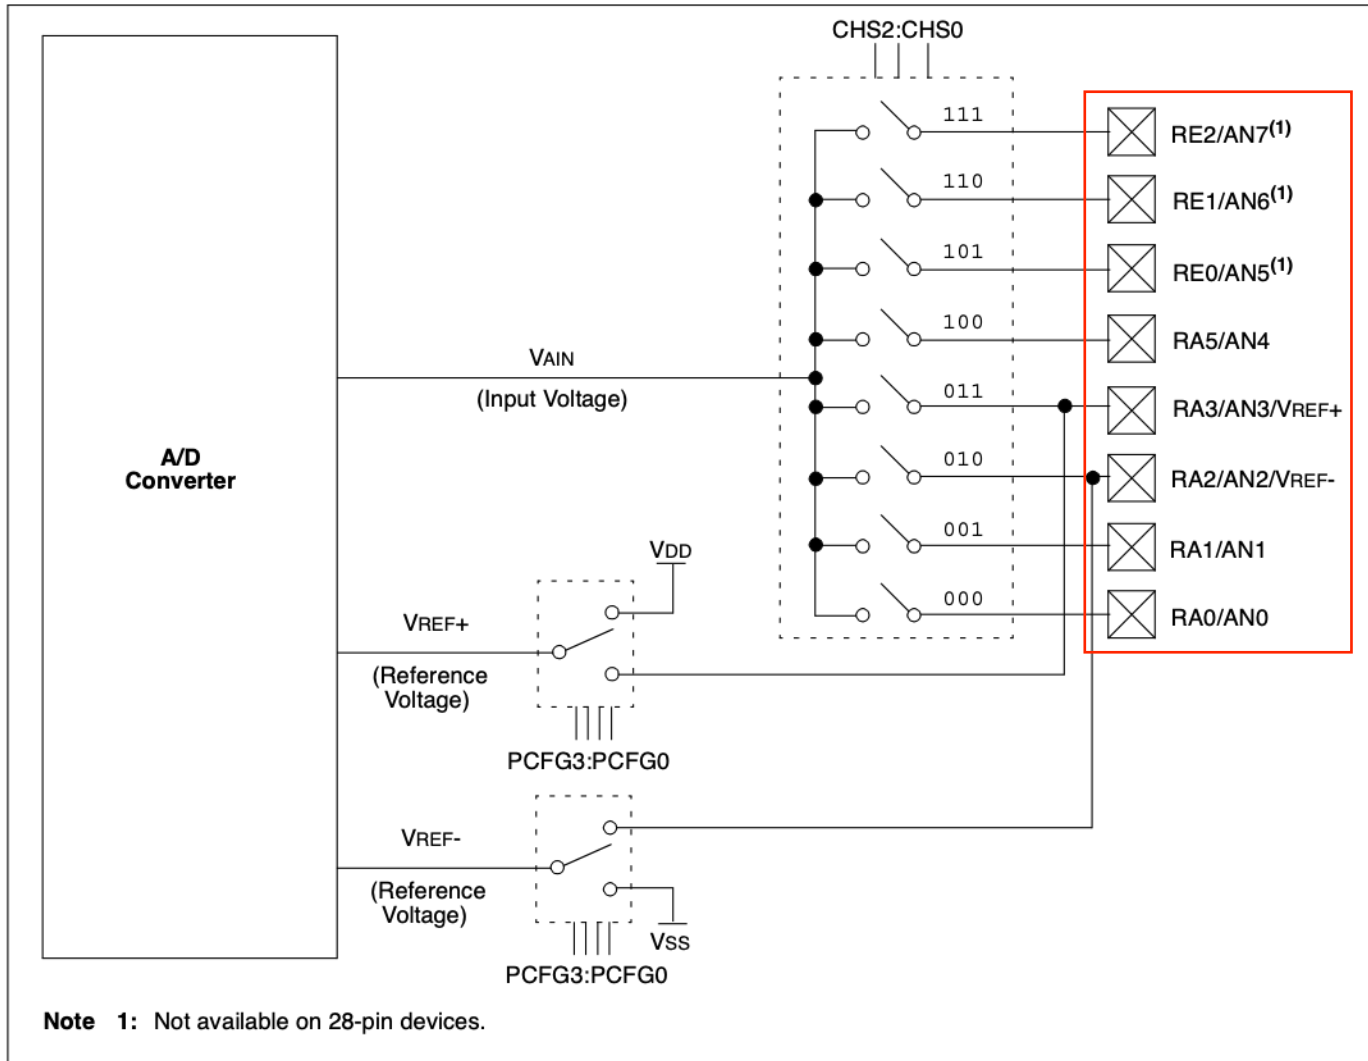 CHS2:CHS0
111
RE2/AN7(1)
110
RE1/AN6(1)
101
RE0/AN5(1)
100
RA5/AN4
VAIN
(Input Voltage)
011
RA3/AN3/VREF+
A/D
Converter
010
RA2/AN2/VREF-
001
RA1/AN1
VDD
000
RA0/AN0
VREF+
(Reference
Voltage)
PCFG3:PCFG0
VREF-
(Reference
Voltage)
VSS
PCFG3:PCFG0
Note 1: Not available on 28-pin devices.